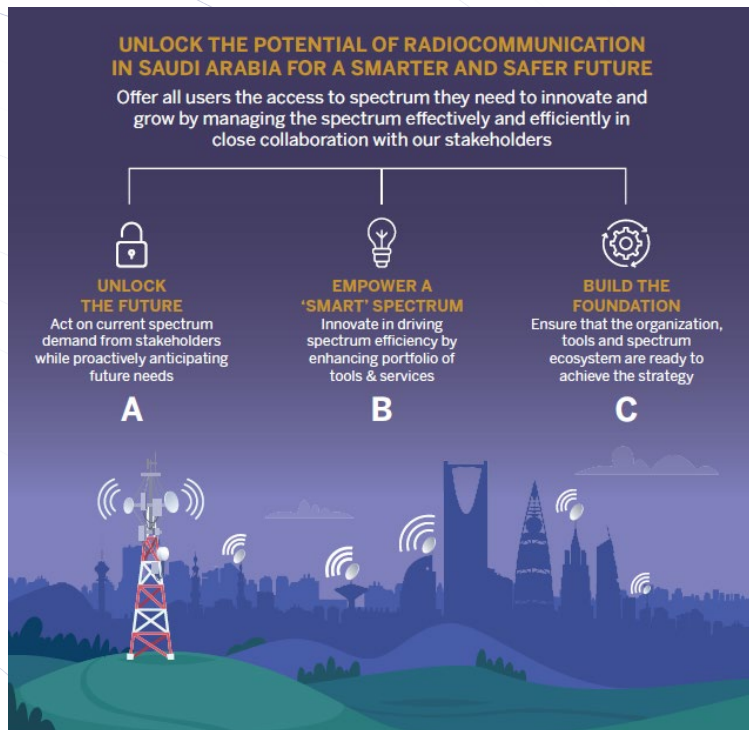 UNLOCK THE POTENTIAL OF RADIOCOMMUNICATION
IN SAUDI ARABIA FOR A SMARTER AND SAFER FUTURE
Offer all users the access to spectrum they need to innovate and
grow by managing the spectrum effectively and efficiently in
close collaboration with our stakeholders
UNLOCK
THE FUTURE
Act on current spectrum
demand from stakeholders
while proactively anticipating
future needs
A
EMPOWER A
‘SMART’ SPECTRUM
Innovate in driving
spectrum efficiency by
enhancing portfolio of
tools & services
B
BUILD THE
FOUNDATION
Ensure that the organization,
tools and spectrum
ecosystem are ready to
achieve the strategy
C